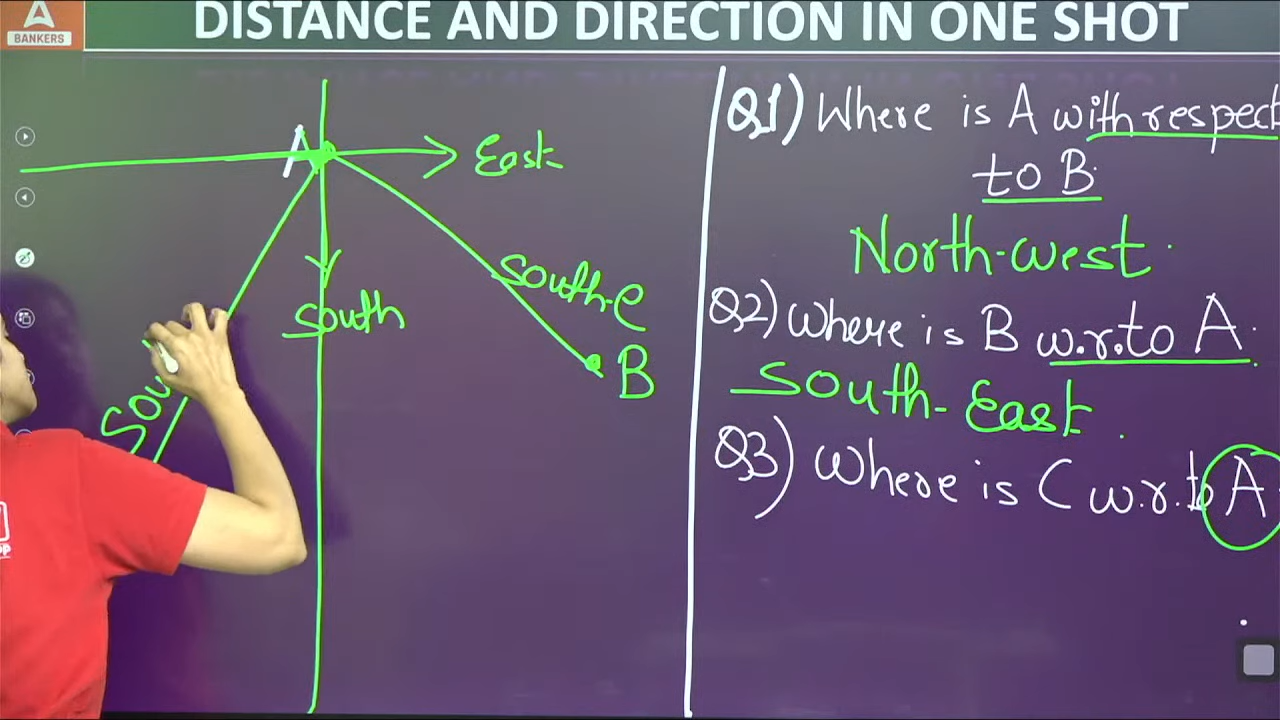 A
BANKERS
DISTANCE AND DIRECTION IN ONE SHOT
A
East
South
South-e
B
Sou
Q1) Where is A with respect
to B.
North-west.
Q2) Where is B w.r.to A.
South-East.
Q3) Where is C w.r.to A.